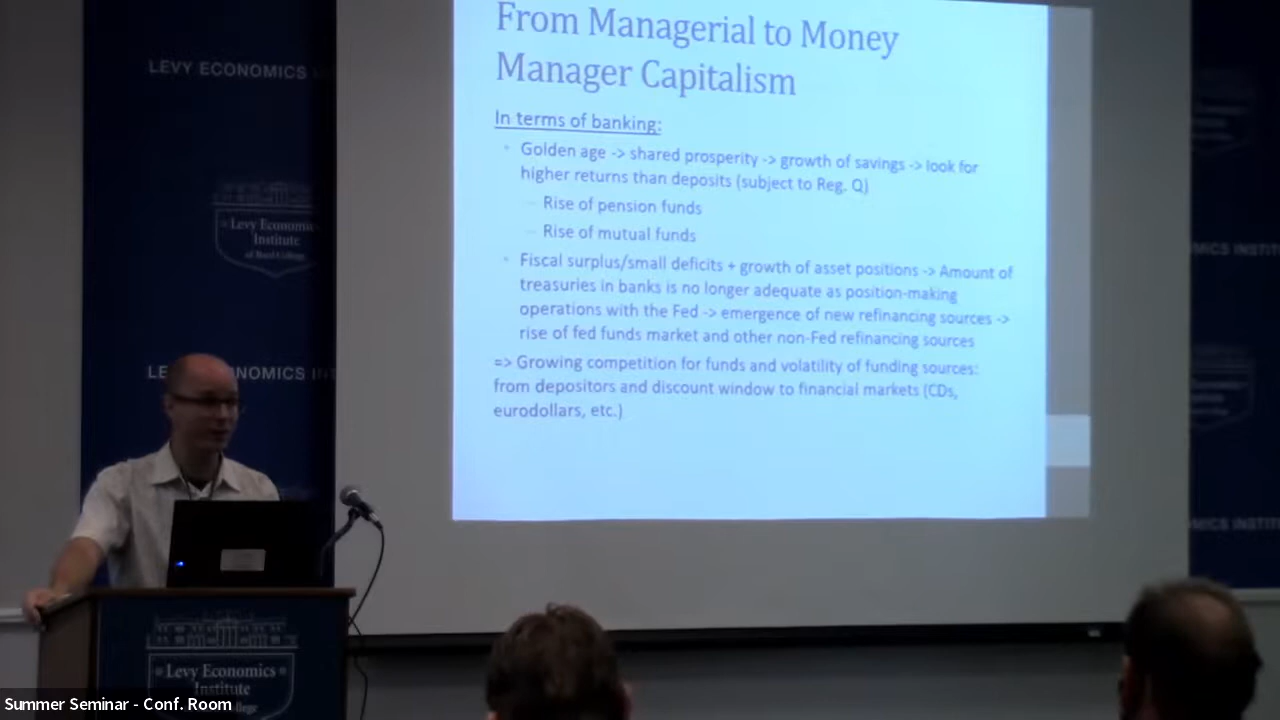 From Managerial to Money
Manager Capitalism
In terms of banking:
Golden age -> shared prosperity -> growth of savings -> look for
higher returns than deposits (subject to Reg. Q)
Rise of pension funds
Rise of mutual funds
Fiscal surplus/small deficits + growth of asset positions -> Amount of
treasuries in banks is no longer adequate as position-making
operations with the Fed -> emergence of new refinancing sources ->
rise of fed funds market and other non-Fed refinancing sources
=> Growing competition for funds and volatility of funding sources:
from depositors and discount window to financial markets (CDs,
eurodollars, etc.)
LEVY ECONOMICS
Levy Economics
Institute
of Bard College
Levy Economics
Institute
Summer Seminar - Conf. Room